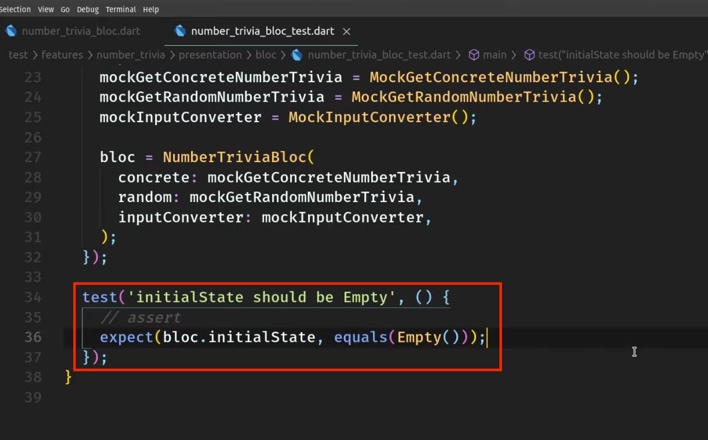 Selection View Go Debug Terminal Help
number_trivia_bloc.dart number_trivia_bloc_test.dart ×
test > features > number_trivia > presentation > bloc > number_trivia_bloc_test.dart > main > test("initialState should be Empty"
23 mockGetConcreteNumberTrivia = MockGetConcreteNumberTrivia();
24 mockGetRandomNumberTrivia = MockGetRandomNumberTrivia();
25 mockInputConverter = MockInputConverter();
26
27 bloc = NumberTriviaBloc(
28 concrete: mockGetConcreteNumberTrivia,
29 random: mockGetRandomNumberTrivia,
30 inputConverter: mockInputConverter,
31 );
32 });
33
34 test('initialState should be Empty', () {
35 // assert
36 expect(bloc.initialState, equals(Empty()));
37 });
38 }
39